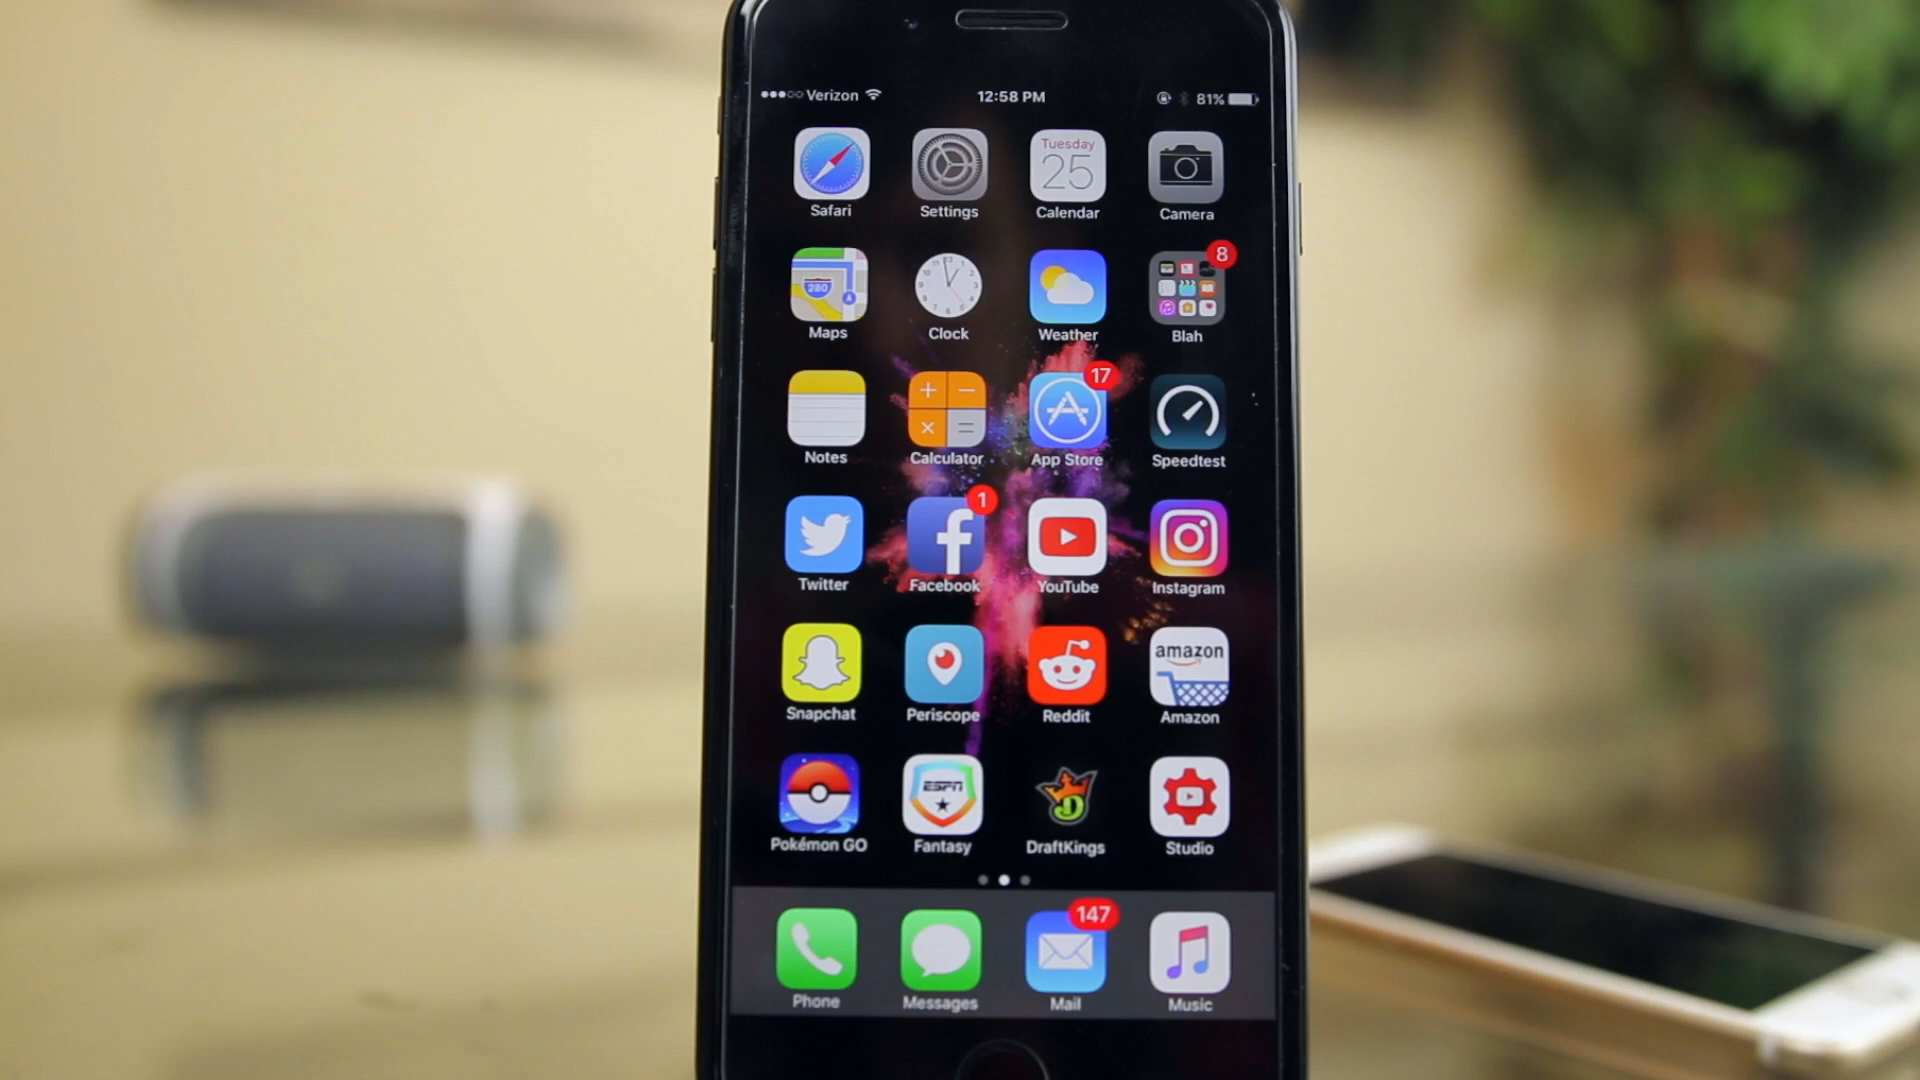 Verizon 12:58 PM 81%
Tuesday
25
Safari Settings Calendar Camera
8
280
Maps Clock Weather Blah
17
Notes Calculator App Store Speedtest
1
Twitter Facebook YouTube Instagram
amazon
Snapchat Periscope Reddit Amazon
ESPN
Pokémon GO Fantasy DraftKings Studio
147
Phone Messages Mail Music